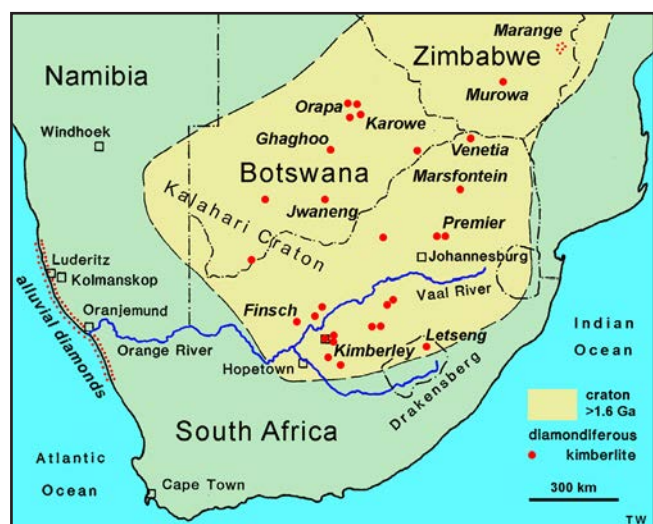 Marange
Zimbabwe
Namibia
Murowa
Orapa
Karowe
Windhoek
Ghaghoo
Venetia
Botswana
Marsfontein
Kalahari Craton
Jwaneng
Premier
Johannesburg
Luderitz
Kolmanskop
Vaal River
alluvial diamonds
Oranjemund
Finsch
Indian
Ocean
Orange River
Letseng
Kimberley
Hopetown
Drakensberg
craton
>1.6 Ga
South Africa
diamondiferous
kimberlite
Atlantic
Ocean
Cape Town
300 km
TW